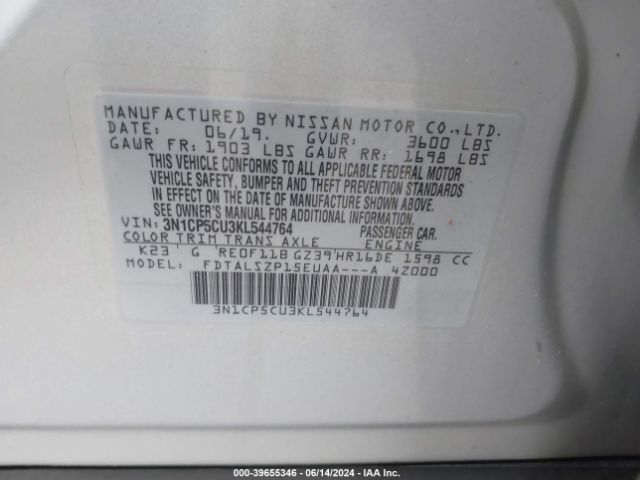 MANUFACTURED BY NISSAN MOTOR CO.,LTD.
DATE: 06/19. GVWR: 3600 LBS
GAWR FR: 1903 LBS GAWR RR: 1698 LBS
THIS VEHICLE CONFORMS TO ALL APPLICABLE FEDERAL MOTOR
VEHICLE SAFETY, BUMPER AND THEFT PREVENTION STANDARDS
IN EFFECT ON THE DATE OF MANUFACTURE SHOWN ABOVE.
SEE OWNER'S MANUAL FOR ADDITIONAL INFORMATION.
VIN: 3N1CP5CU3KL544764 PASSENGER CAR.
COLOR TRIM TRANS AXLE ENGINE
K23 G RE0F11B GZ39 HR16DE 1598 CC
MODEL: FDTALSZP15EUAA---A 4Z000
3N1CP5CU3KL544764
000-39655346 - 06/14/2024 - IAA Inc.